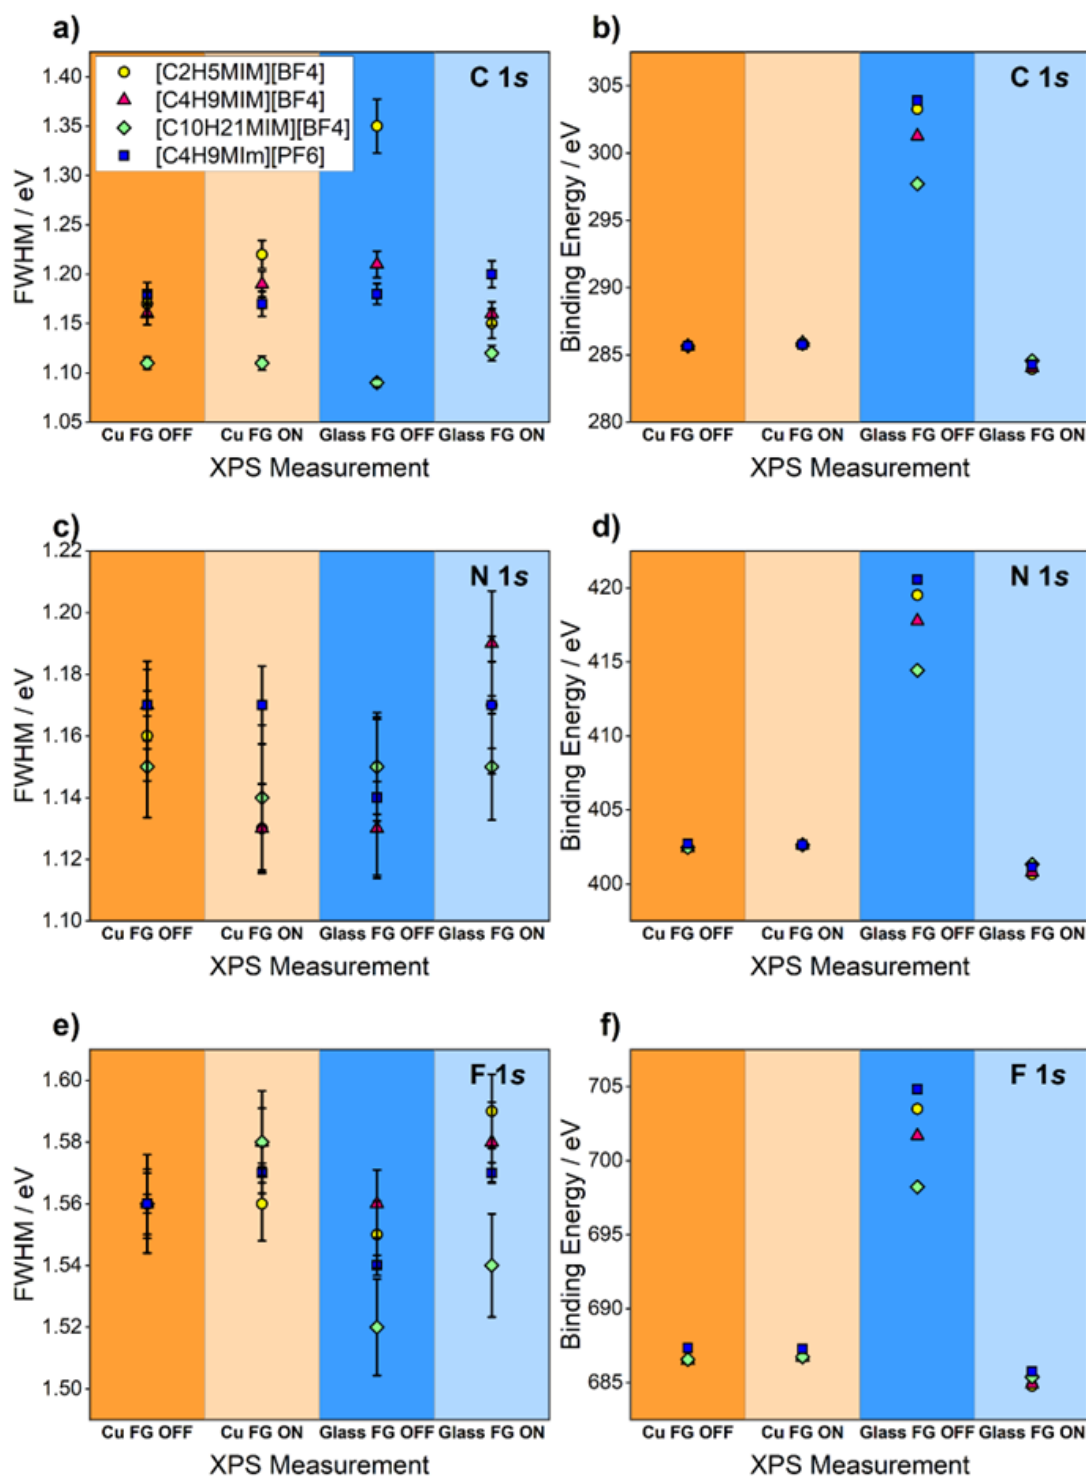 a)
C 1s
[C2H5MIM][BF4]
[C4H9MIM][BF4]
[C10H21MIM][BF4]
[C4H9MIm][PF6]
1.40
1.35
1.30
1.25
1.20
1.15
1.10
1.05
FWHM / eV
Cu FG OFF Cu FG ON Glass FG OFF Glass FG ON
XPS Measurement
b)
C 1s
305
300
295
290
285
280
Binding Energy / eV
Cu FG OFF Cu FG ON Glass FG OFF Glass FG ON
XPS Measurement
c)
N 1s
1.22
1.20
1.18
1.16
1.14
1.12
1.10
FWHM / eV
Cu FG OFF Cu FG ON Glass FG OFF Glass FG ON
XPS Measurement
d)
N 1s
420
415
410
405
400
Binding Energy / eV
Cu FG OFF Cu FG ON Glass FG OFF Glass FG ON
XPS Measurement
e)
F 1s
1.60
1.58
1.56
1.54
1.52
1.50
FWHM / eV
Cu FG OFF Cu FG ON Glass FG OFF Glass FG ON
XPS Measurement
f)
F 1s
705
700
695
690
685
Binding Energy / eV
Cu FG OFF Cu FG ON Glass FG OFF Glass FG ON
XPS Measurement